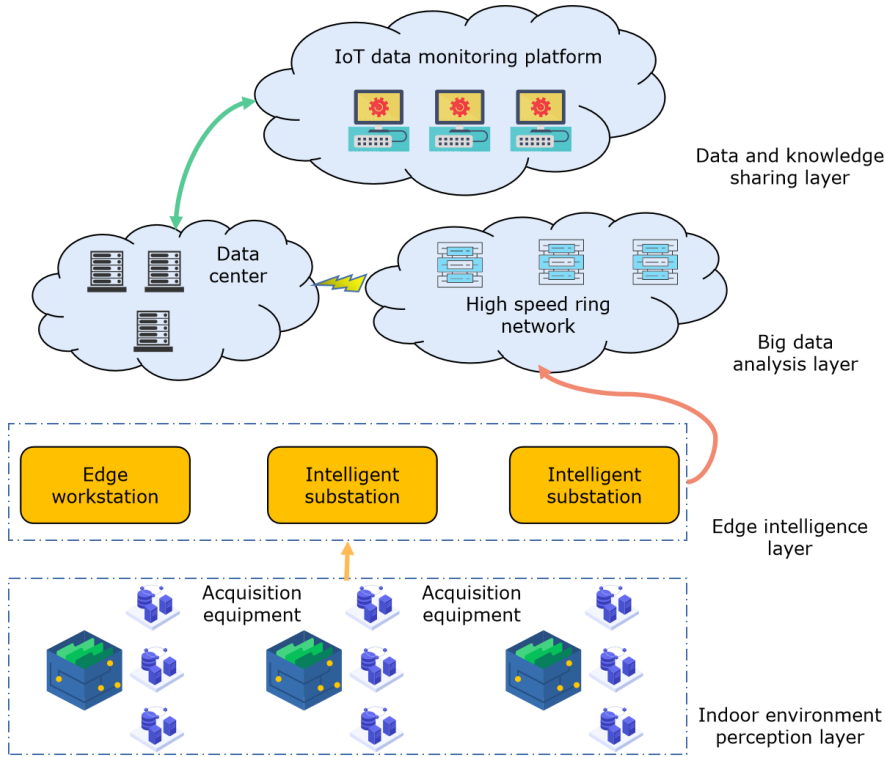 IoT data monitoring platform
Data and knowledge
sharing layer
Data
center
High speed ring
network
Big data
analysis layer
Edge
workstation
Intelligent
substation
Intelligent
substation
Edge intelligence
layer
Acquisition
equipment
Acquisition
equipment
Indoor environment
perception layer